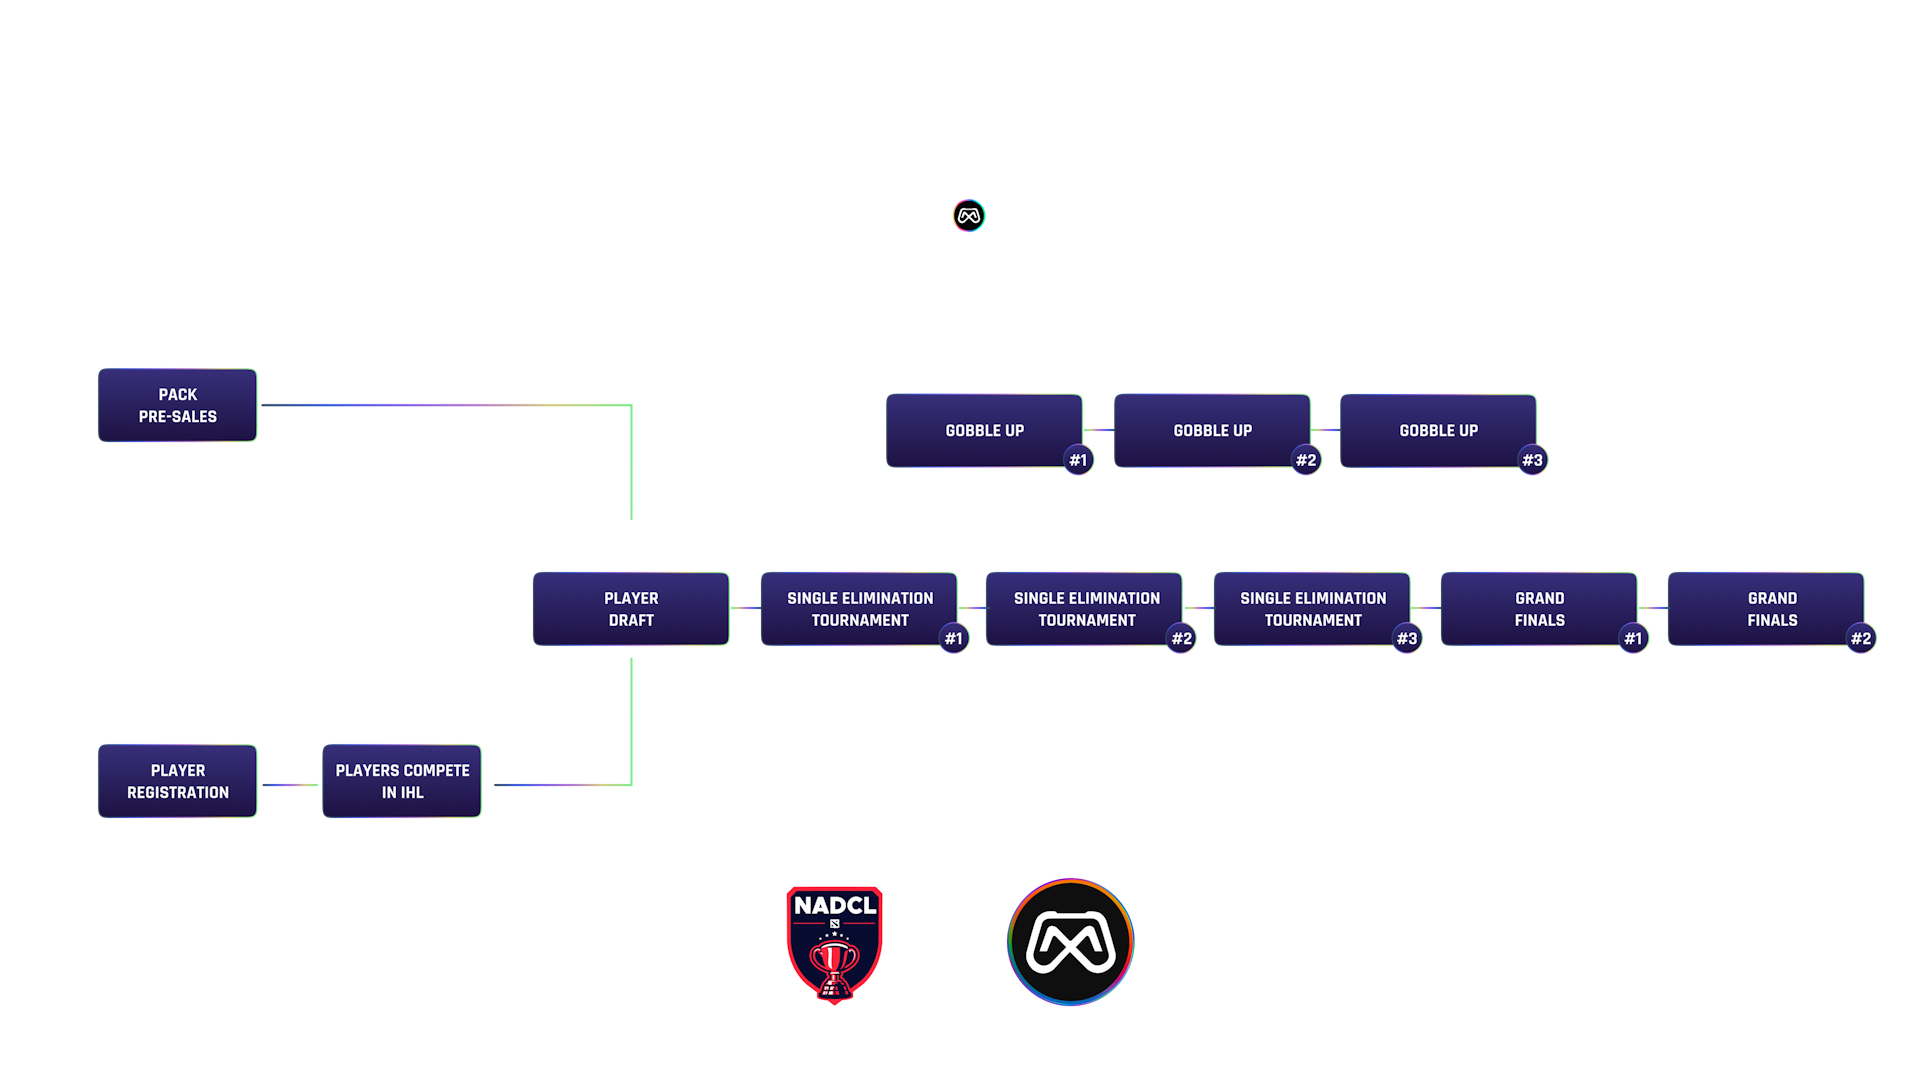 PACK
PRE-SALES
GOBBLE UP
#1
GOBBLE UP
#2
GOBBLE UP
#3
PLAYER
DRAFT
SINGLE ELIMINATION
TOURNAMENT
#1
SINGLE ELIMINATION
TOURNAMENT
#2
SINGLE ELIMINATION
TOURNAMENT
#3
GRAND
FINALS
#1
GRAND
FINALS
#2
PLAYER
REGISTRATION
PLAYERS COMPETE
IN IHL
NADCL